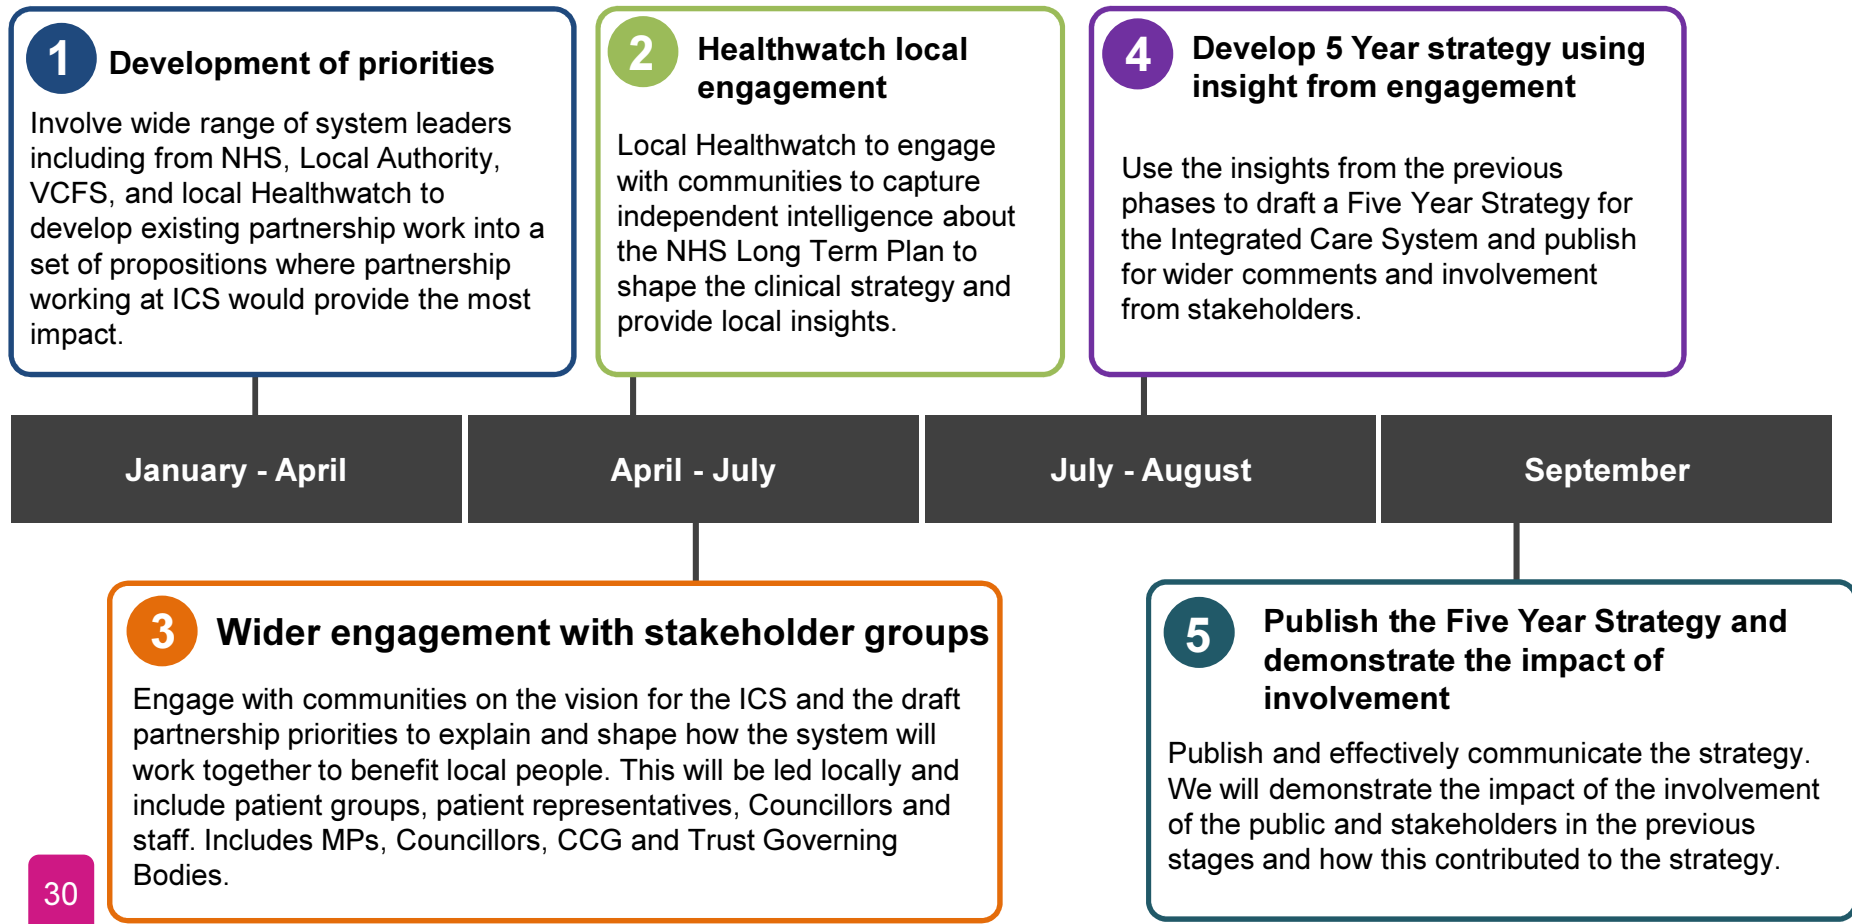 1
Development of priorities
Involve wide range of system leaders
including from NHS, Local Authority,
VCFS, and local Healthwatch to
develop existing partnership work into a
set of propositions where partnership
working at ICS would provide the most
impact.
2
Healthwatch local
engagement
Local Healthwatch to engage
with communities to capture
independent intelligence about
the NHS Long Term Plan to
shape the clinical strategy and
provide local insights.
4
Develop 5 Year strategy using
insight from engagement
Use the insights from the previous
phases to draft a Five Year Strategy for
the Integrated Care System and publish
for wider comments and involvement
from stakeholders.
January - April
April - July
July - August
September
3
Wider engagement with stakeholder groups
Engage with communities on the vision for the ICS and the draft
partnership priorities to explain and shape how the system will
work together to benefit local people. This will be led locally and
include patient groups, patient representatives, Councillors and
staff. Includes MPs, Councillors, CCG and Trust Governing
Bodies.
5
Publish the Five Year Strategy and
demonstrate the impact of
involvement
Publish and effectively communicate the strategy.
We will demonstrate the impact of the involvement
of the public and stakeholders in the previous
stages and how this contributed to the strategy.
30